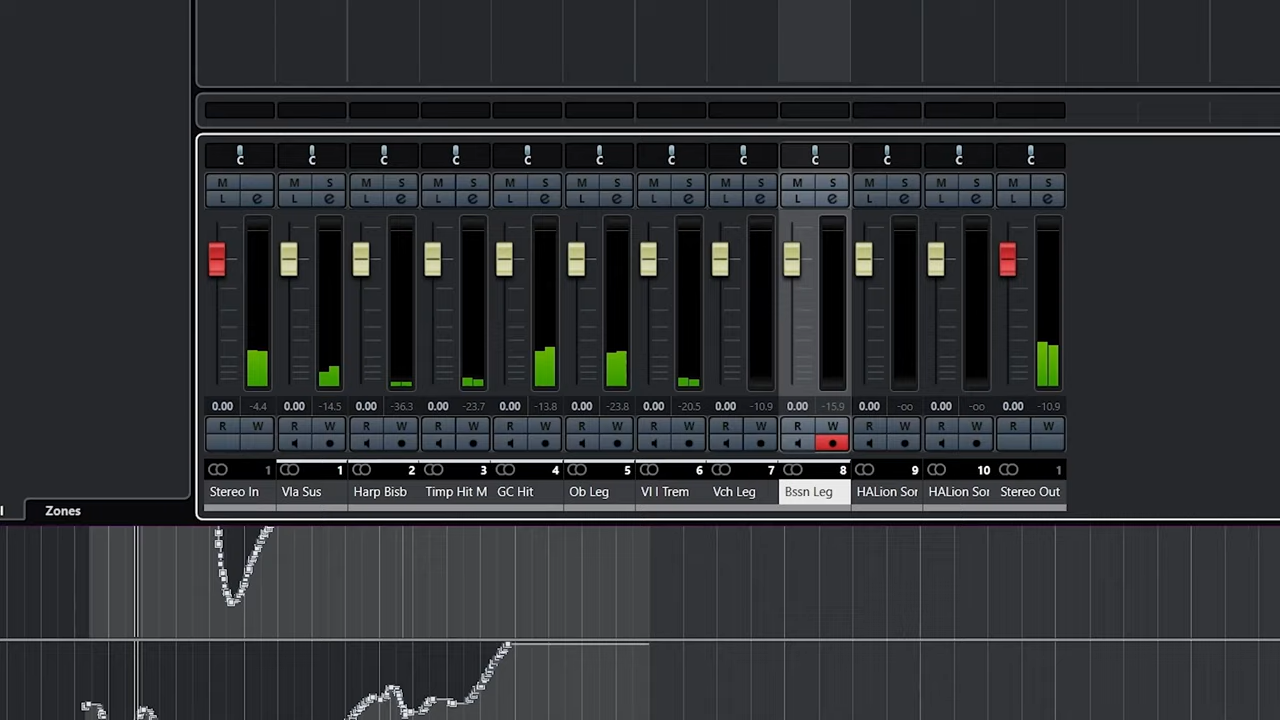 C C C C C C C C C C C C
M M S M S M S M S M S M S M S M S M S M S M S
L e L e L e L e L e L e L e L e L e L e L e L e
0.00 -4.4 0.00 -14.5 0.00 -36.3 0.00 -23.7 0.00 -13.8 0.00 -23.8 0.00 -20.5 0.00 -10.9 0.00 -15.9 0.00 -oo 0.00 -oo 0.00 -10.9
R W R W R W R W R W R W R W R W R W R W R W R W
1 1 2 3 4 5 6 7 8 9 10 1
Stereo In Vla Sus Harp Bisb Timp Hit M GC Hit Ob Leg Vl I Trem Vch Leg Bssn Leg HALion Sor HALion Sor Stereo Out
Zones